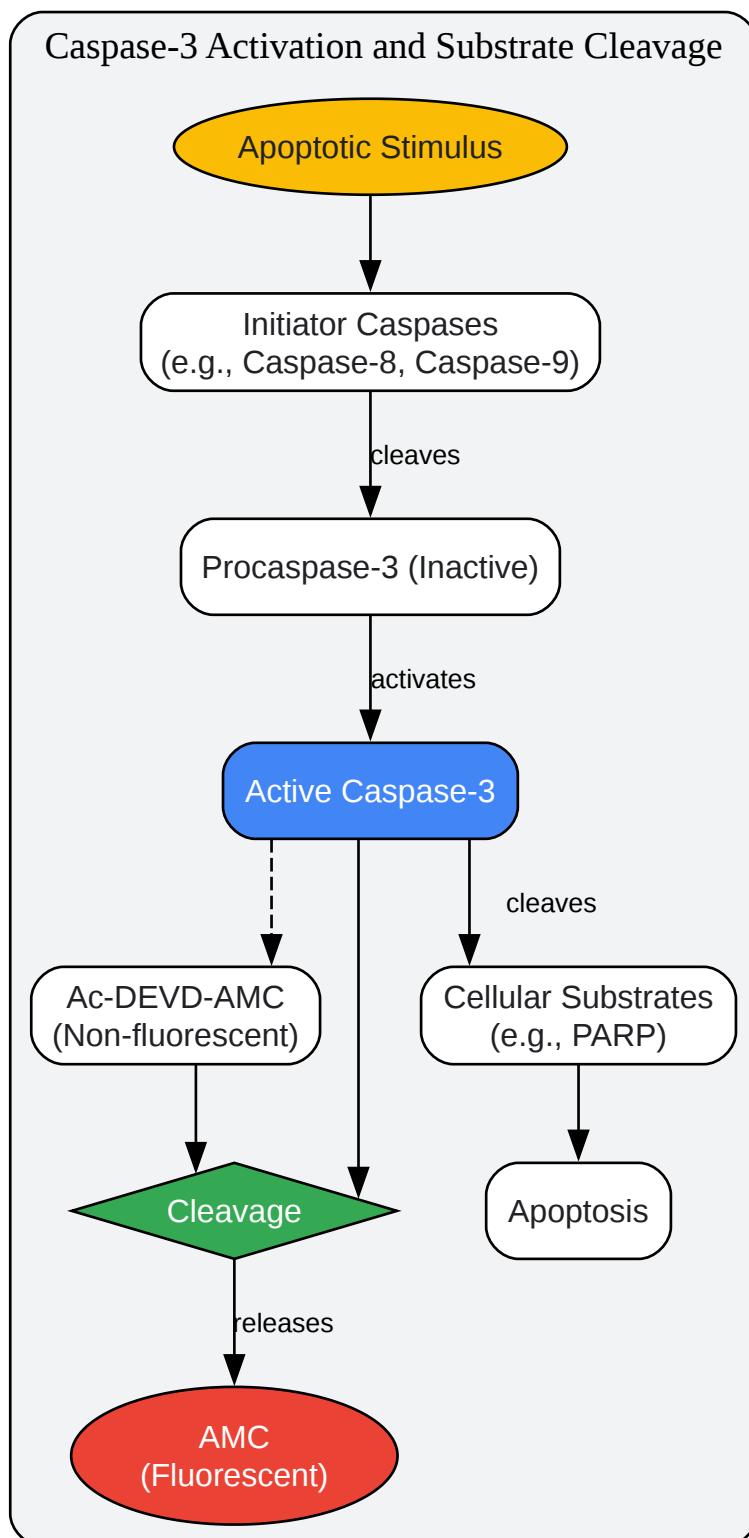 Caspase-3 Activation and Substrate Cleavage
Apoptotic Stimulus
Initiator Caspases
(e.g., Caspase-8, Caspase-9)
cleaves
Procaspase-3 (Inactive)
activates
Active Caspase-3
cleaves
Ac-DEVD-AMC
(Non-fluorescent)
Cellular Substrates
(e.g., PARP)
Cleavage
Apoptosis
releases
AMC
(Fluorescent)